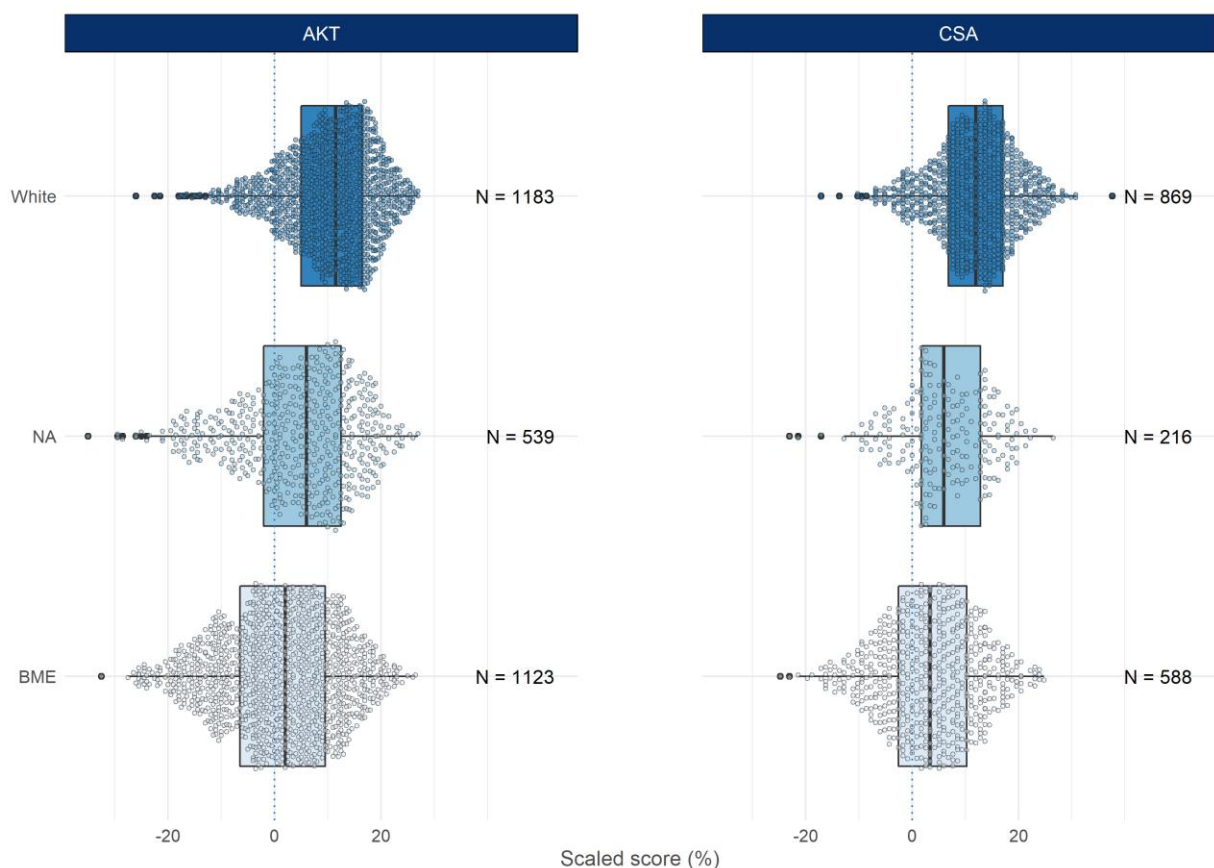 AKT
CSA
White
N = 1183
N = 869
NA
N = 539
N = 216
BME
N = 1123
N = 588
-20
0
20
-20
0
20
Scaled score (%)